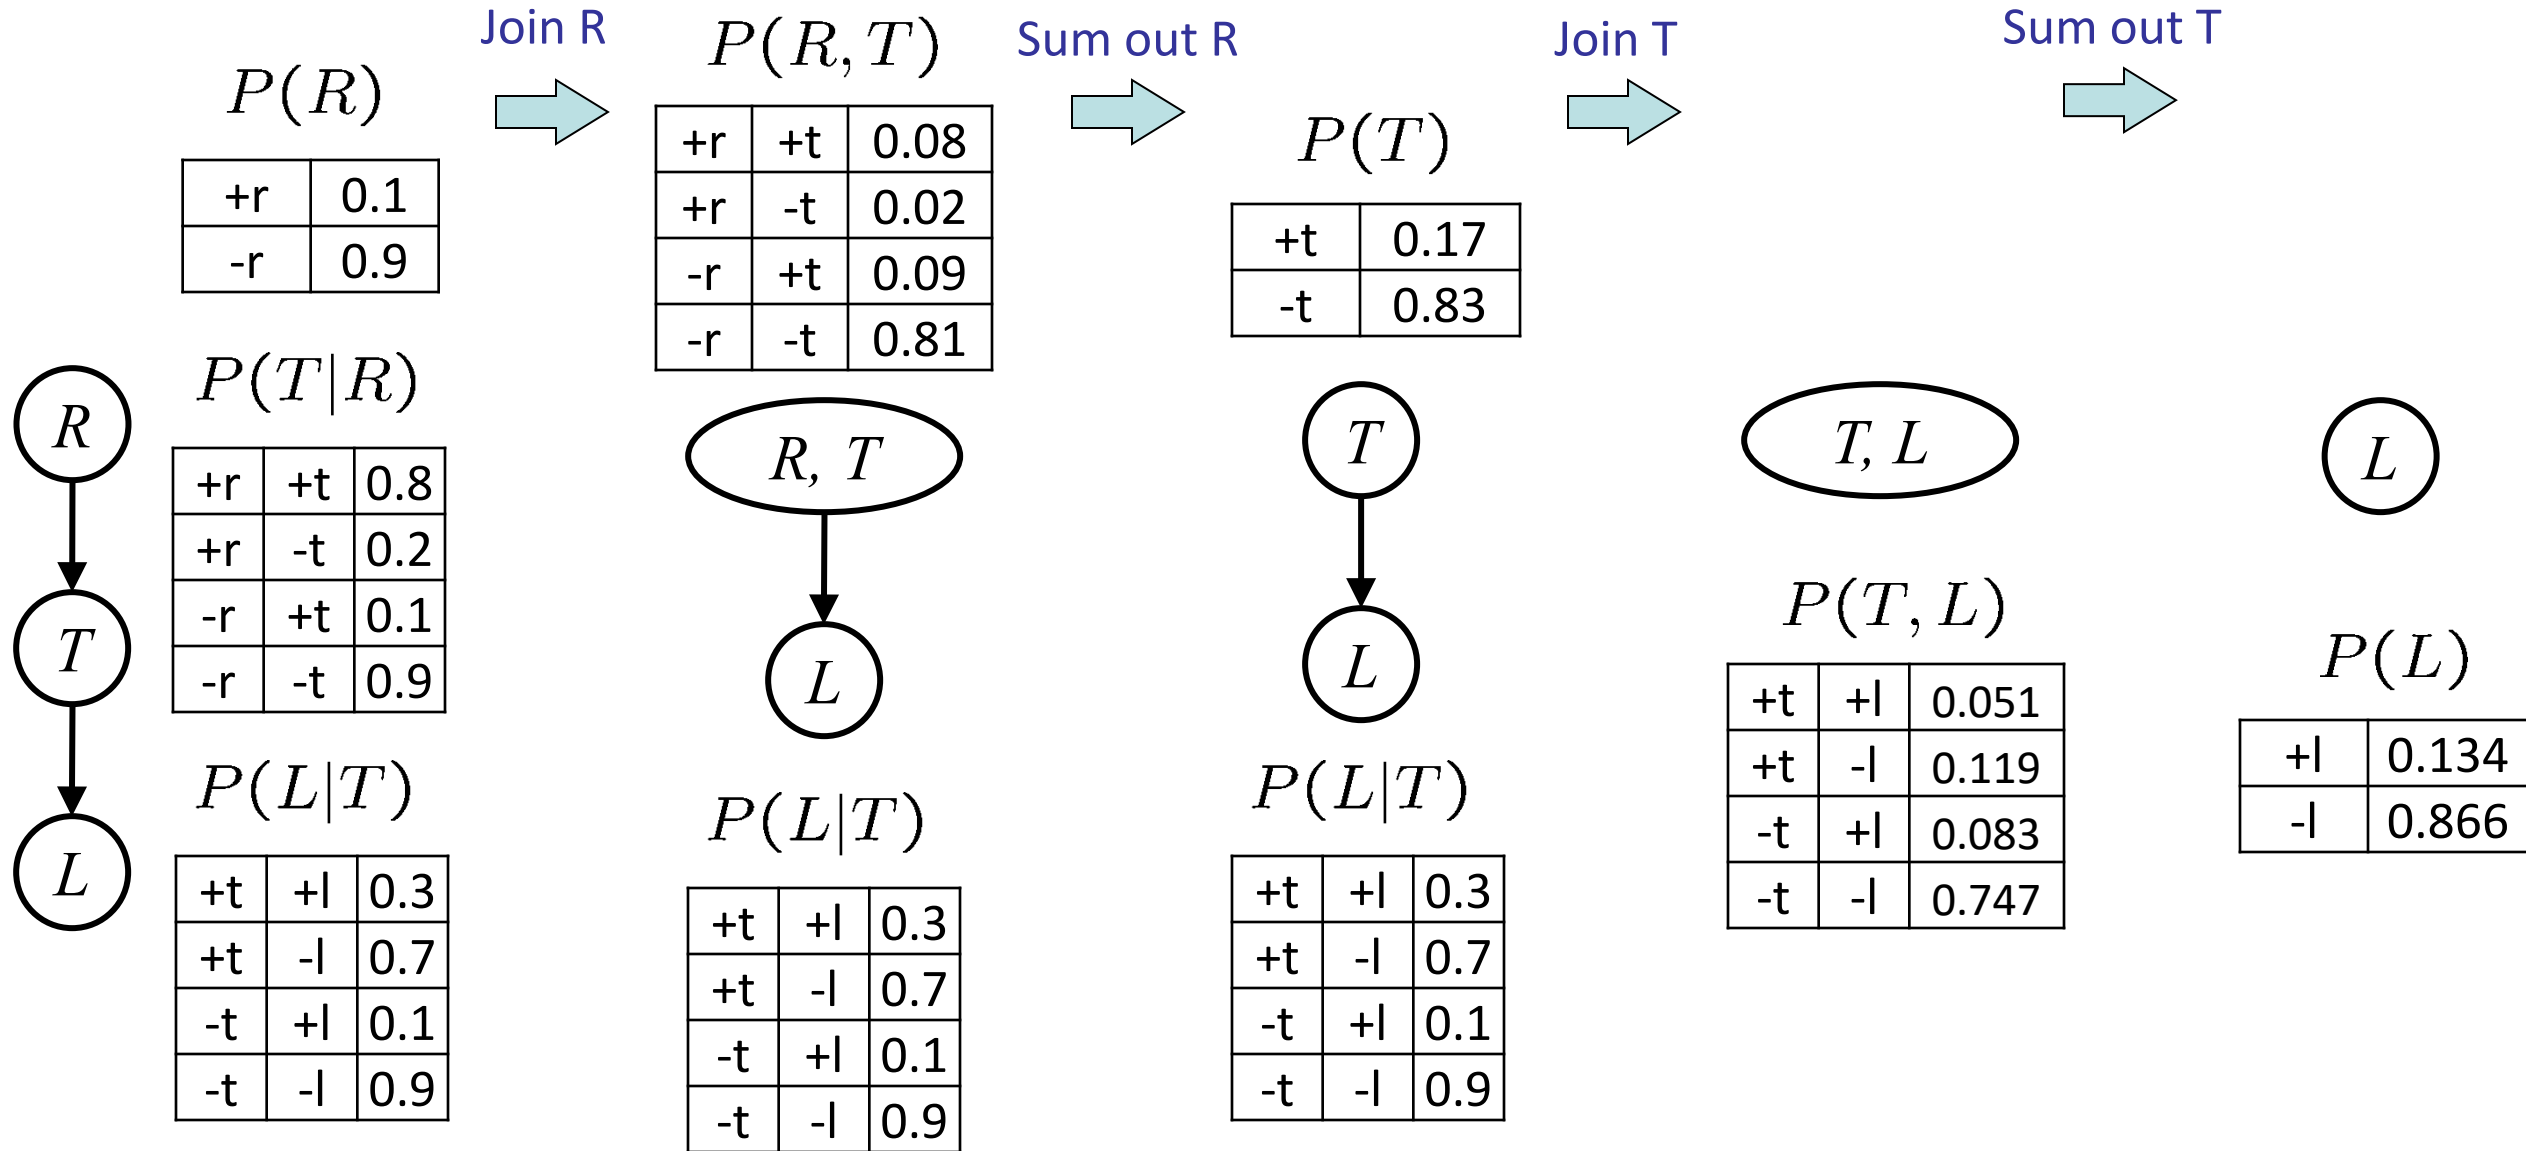 Join R
Sum out R
Join T
Sum out T
P(R)
+r 0.1
-r 0.9
P(T|R)
+r +t 0.8
+r -t 0.2
-r +t 0.1
-r -t 0.9
P(L|T)
+t +l 0.3
+t -l 0.7
-t +l 0.1
-t -l 0.9
R
T
L
P(R, T)
+r +t 0.08
+r -t 0.02
-r +t 0.09
-r -t 0.81
R, T
L
P(L|T)
+t +l 0.3
+t -l 0.7
-t +l 0.1
-t -l 0.9
P(T)
+t 0.17
-t 0.83
T
L
P(L|T)
+t +l 0.3
+t -l 0.7
-t +l 0.1
-t -l 0.9
T, L
P(T, L)
+t +l 0.051
+t -l 0.119
-t +l 0.083
-t -l 0.747
L
P(L)
+l 0.134
-l 0.866